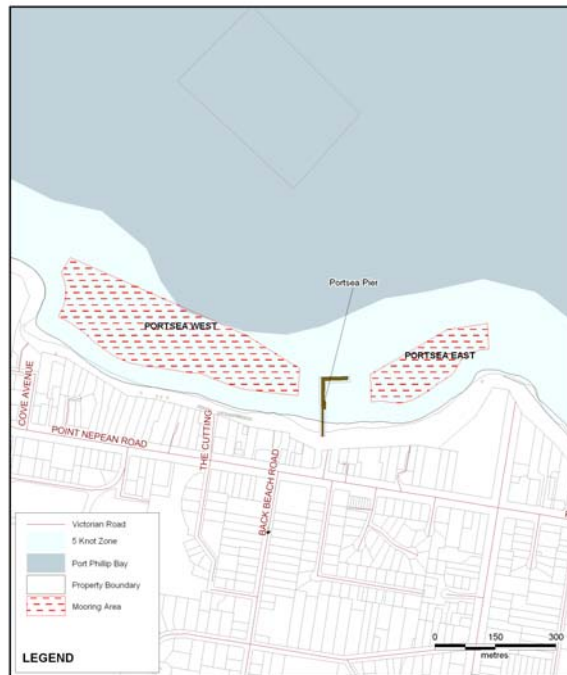 Portsea Pier
PORTSEA WEST
PORTSEA EAST
COVE AVENUE
POINT NEPEAN ROAD
THE CUTTING
BACK BEACH ROAD
Victorian Road
5 Knot Zone
Port Phillip Bay
Property Boundary
Mooring Area
LEGEND
0 150 300
metres